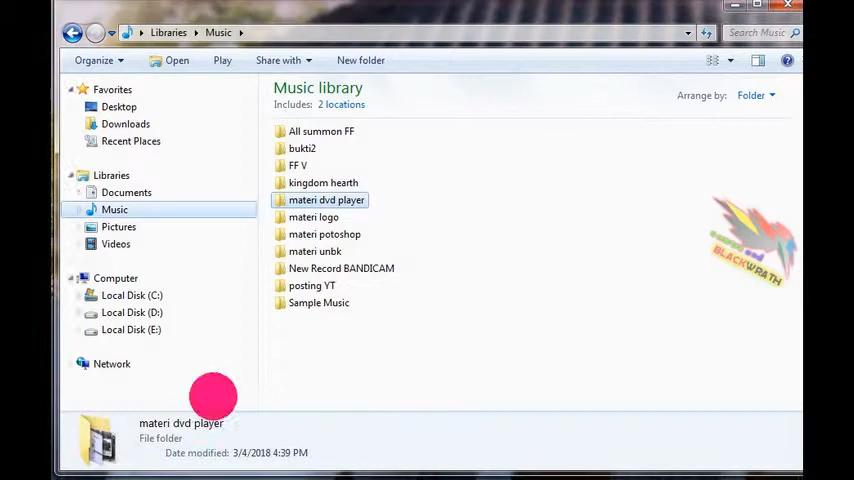 Libraries Music
Search Music
Organize Open Play Share with New folder
Favorites
Desktop
Downloads
Recent Places
Libraries
Documents
Music
Pictures
Videos
Computer
Local Disk (C:)
Local Disk (D:)
Local Disk (E:)
Network
Music library
Includes: 2 locations
Arrange by: Folder
All summon FF
bukti2
FF V
kingdom hearth
materi dvd player
materi logo
materi potoshop
materi unbk
New Record BANDICAM
posting YT
Sample Music
BLACKWRATH
materi dvd player
File folder
Date modified: 3/4/2018 4:39 PM